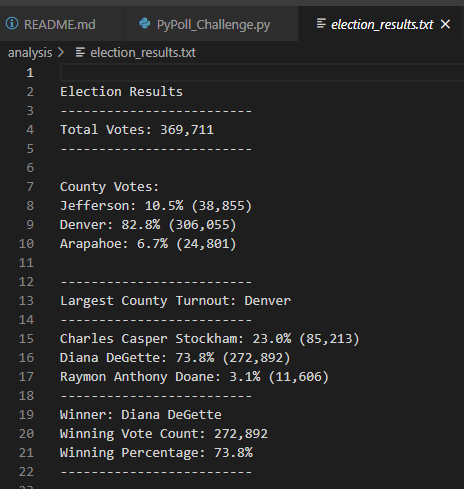 README.md PyPoll_Challenge.py election_results.txt
analysis > election_results.txt
1
2 Election Results
3 -------------------------
4 Total Votes: 369,711
5 -------------------------
6
7 County Votes:
8 Jefferson: 10.5% (38,855)
9 Denver: 82.8% (306,055)
10 Arapahoe: 6.7% (24,801)
11
12 -------------------------
13 Largest County Turnout: Denver
14 -------------------------
15 Charles Casper Stockham: 23.0% (85,213)
16 Diana DeGette: 73.8% (272,892)
17 Raymon Anthony Doane: 3.1% (11,606)
18 -------------------------
19 Winner: Diana DeGette
20 Winning Vote Count: 272,892
21 Winning Percentage: 73.8%
22 -------------------------
23